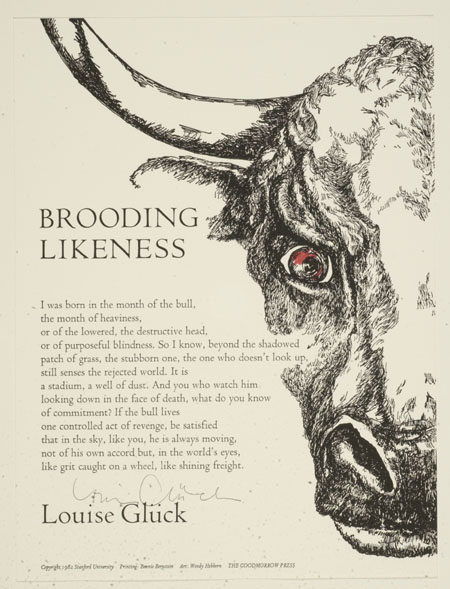 BROODING
LIKENESS
I was born in the month of the bull,
the month of heaviness,
or of the lowered, the destructive head,
or of purposeful blindness. So I know, beyond the shadowed
patch of grass, the stubborn one, the one who doesn't look up,
still senses the rejected world. It is
a stadium, a well of dust. And you who watch him
looking down in the face of death, what do you know
of commitment? If the bull lives
one controlled act of revenge, be satisfied
that in the sky, like you, he is always moving,
not of his own accord but, in the world's eyes,
like grit caught on a wheel, like shining freight.
Louise Glück
Louise Glück
Copyright 1982 Stanford University Printing: Bonnie Benjamin Art: Wendy Hebborn THE GOODMORROW PRESS